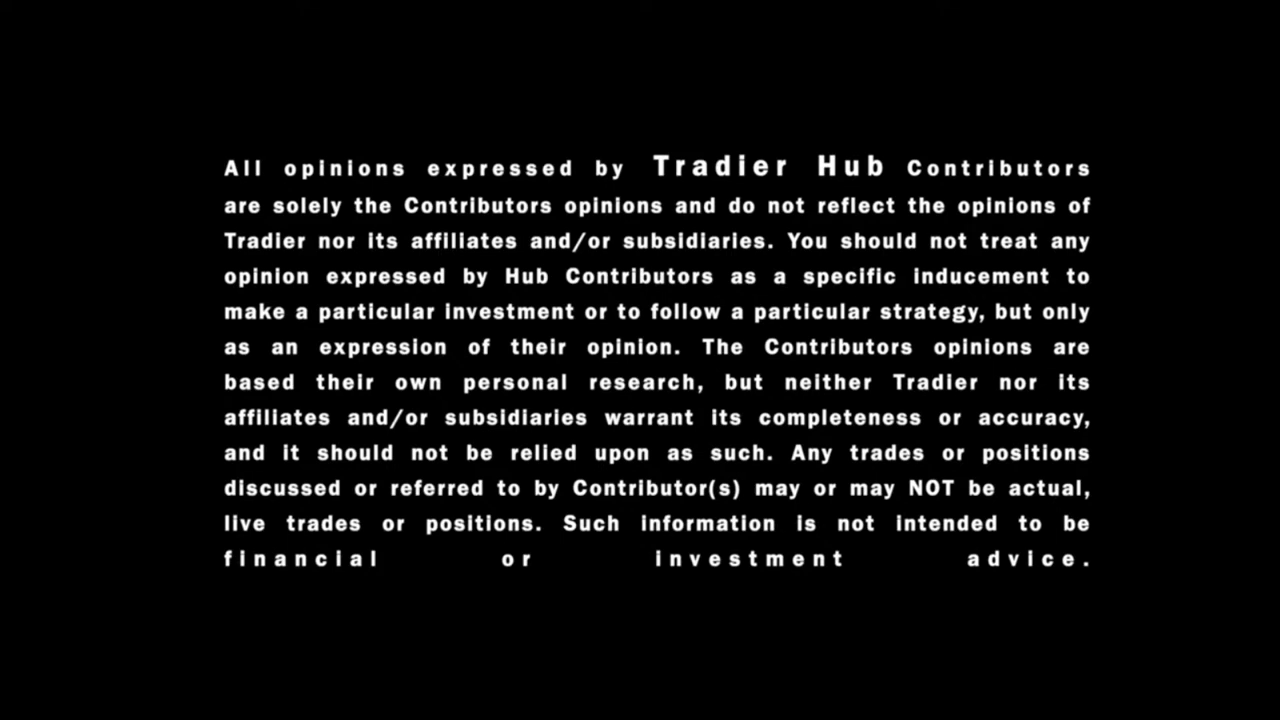 All opinions expressed by Tradier Hub Contributors
are solely the Contributors opinions and do not reflect the opinions of
Tradier nor its affiliates and/or subsidiaries. You should not treat any
opinion expressed by Hub Contributors as a specific inducement to
make a particular investment or to follow a particular strategy, but only
as an expression of their opinion. The Contributors opinions are
based their own personal research, but neither Tradier nor its
affiliates and/or subsidiaries warrant its completeness or accuracy,
and it should not be relied upon as such. Any trades or positions
discussed or referred to by Contributor(s) may or may NOT be actual,
live trades or positions. Such information is not intended to be
financial or investment advice.